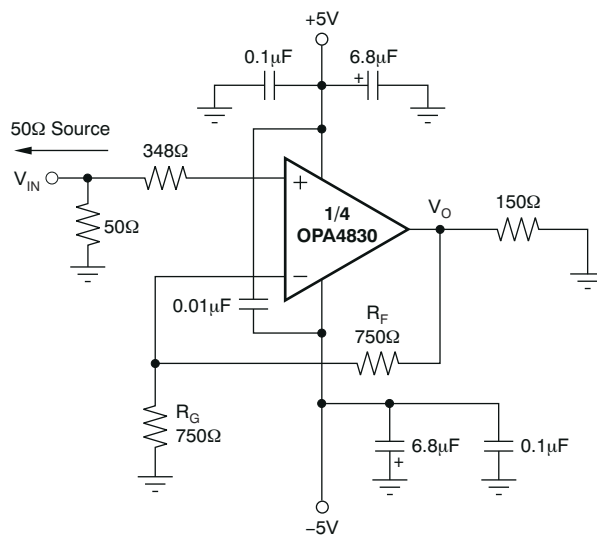 +5V
0.1μF
6.8μF
+
50Ω Source
348Ω
V_IN
50Ω
+
1/4
OPA4830
−
V_O
150Ω
0.01μF
R_F
750Ω
R_G
750Ω
6.8μF
+
0.1μF
−5V